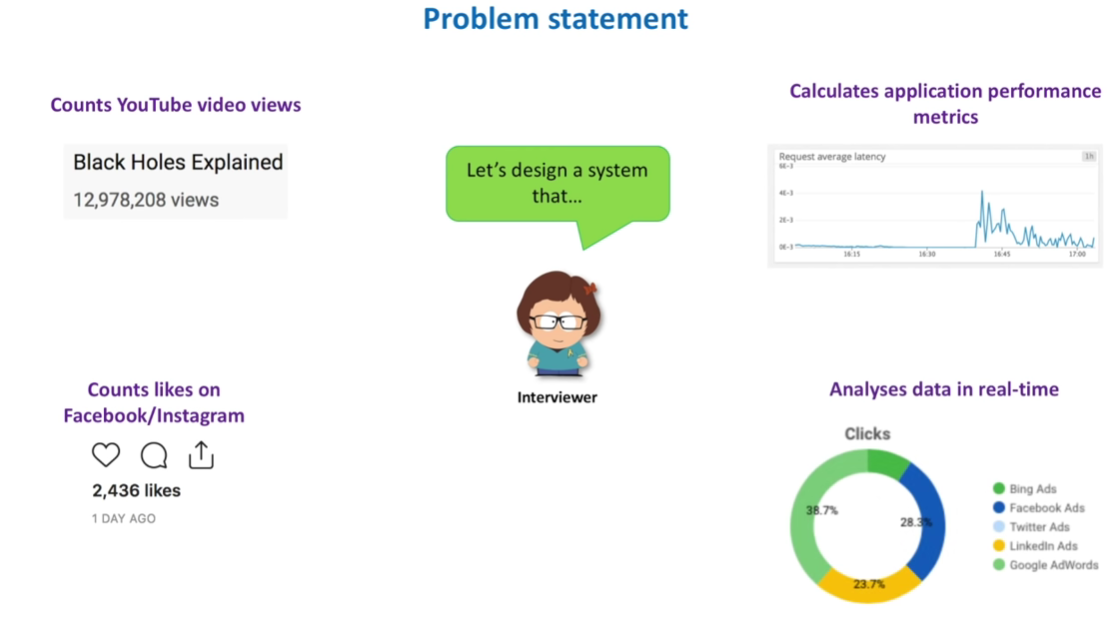 Problem statement
Counts YouTube video views
Black Holes Explained
12,978,208 views
Let's design a system
that...
Interviewer
Calculates application performance
metrics
Request average latency
1h
6E-3
4E-3
2E-3
0E-3
16:15
16:30
16:45
17:00
Counts likes on
Facebook/Instagram
2,436 likes
1 DAY AGO
Analyses data in real-time
Clicks
38.7%
28.3%
23.7%
Bing Ads
Facebook Ads
Twitter Ads
LinkedIn Ads
Google AdWords